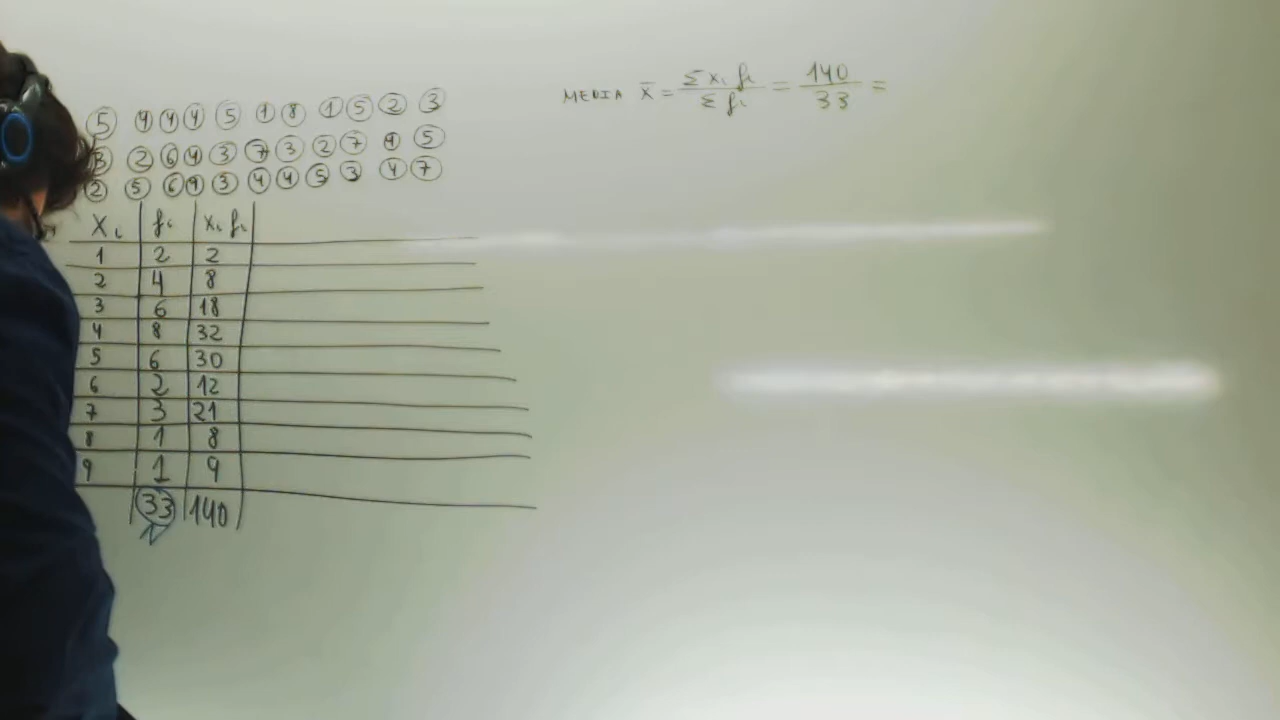 MEDIA x̄ = Σ xᵢ fᵢ / Σ fᵢ = 140 / 33 =
5 4 4 4 5 1 8 1 5 2 3
3 2 6 4 3 7 3 2 7 9 5
2 5 6 4 3 4 4 5 3 4 7
Xᵢ fᵢ Xᵢ fᵢ
1 2 2
2 4 8
3 6 18
4 8 32
5 6 30
6 2 12
7 3 21
8 1 8
9 1 9
33 140
N